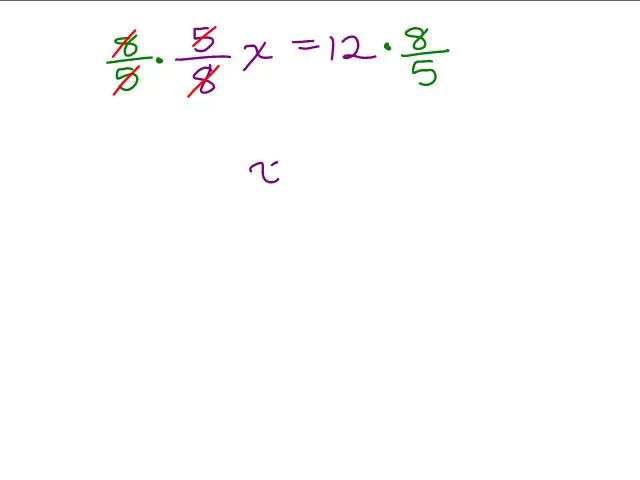 8/5 · 5/8 x = 12 · 8/5